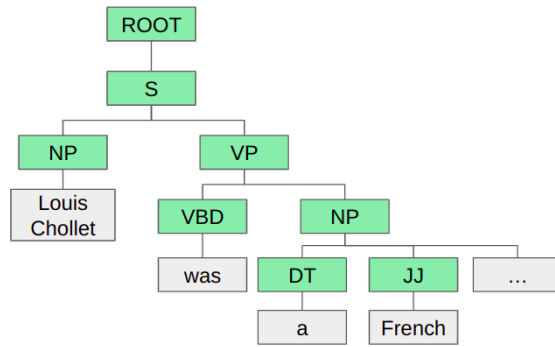 ROOT
S
NP VP
Louis
Chollet
VBD NP
was DT JJ ...
a French